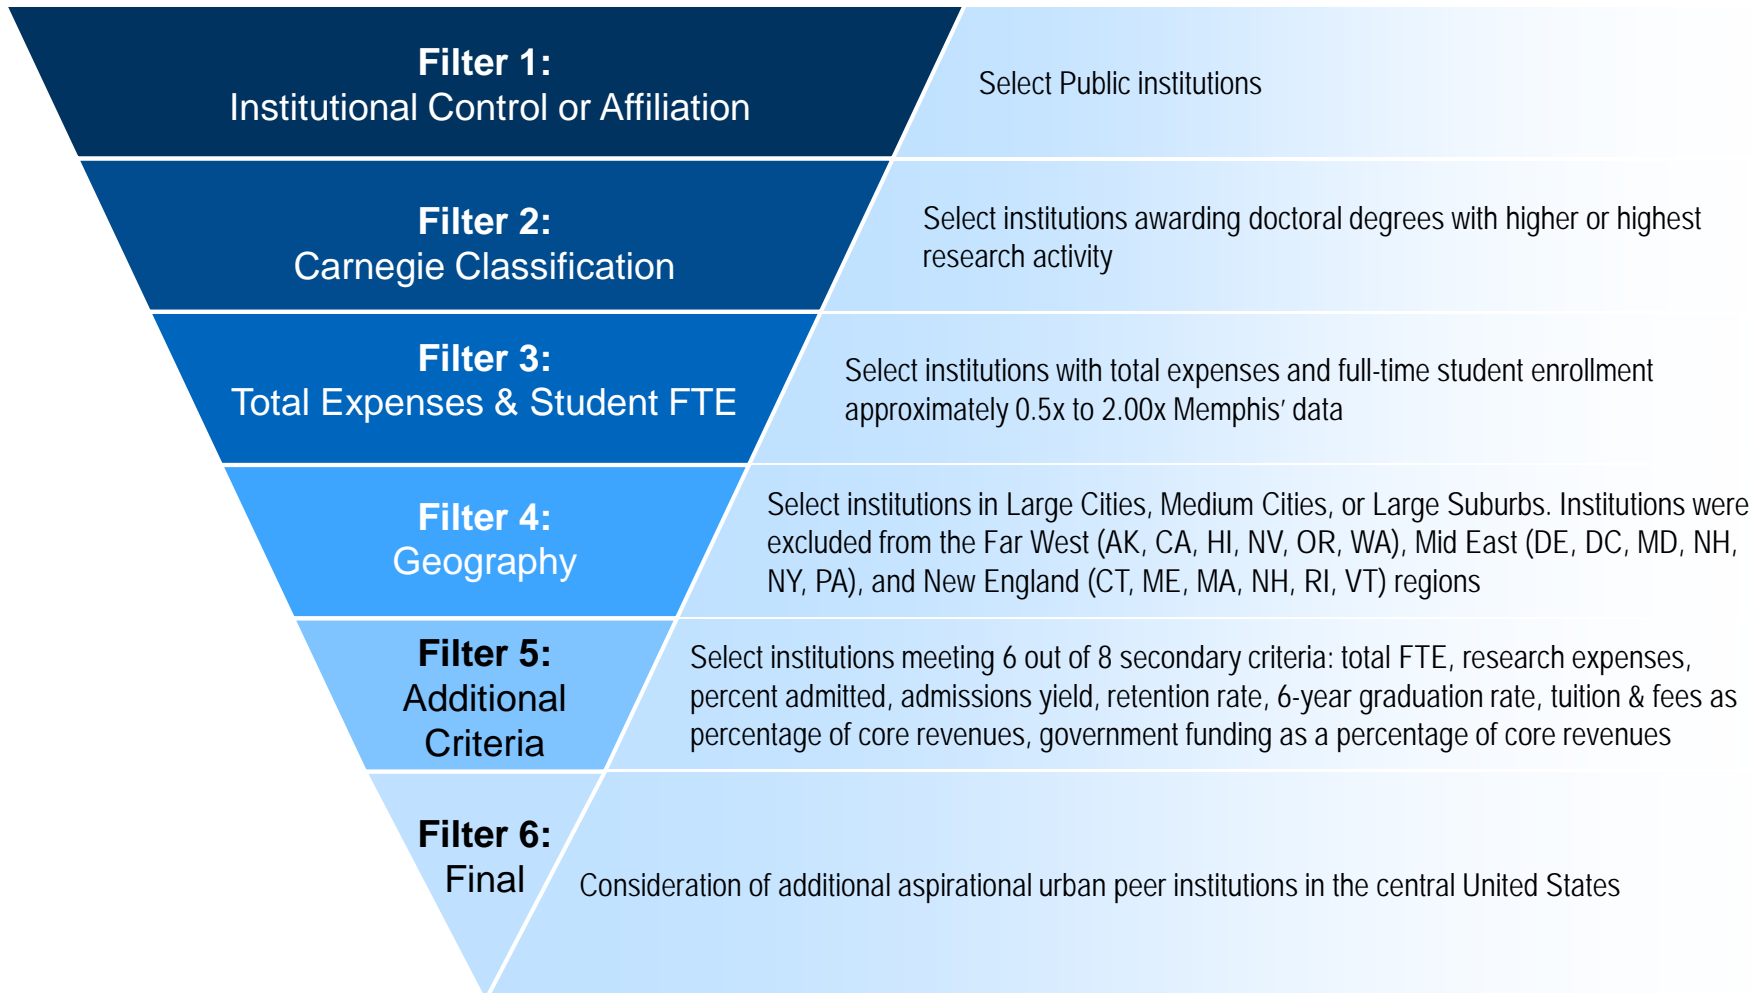 Filter 1:
Institutional Control or Affiliation
Select Public institutions
Filter 2:
Carnegie Classification
Select institutions awarding doctoral degrees with higher or highest
research activity
Filter 3:
Total Expenses & Student FTE
Select institutions with total expenses and full-time student enrollment
approximately 0.5x to 2.00x Memphis’ data
Filter 4:
Geography
Select institutions in Large Cities, Medium Cities, or Large Suburbs. Institutions were
excluded from the Far West (AK, CA, HI, NV, OR, WA), Mid East (DE, DC, MD, NH,
NY, PA), and New England (CT, ME, MA, NH, RI, VT) regions
Filter 5:
Additional
Criteria
Select institutions meeting 6 out of 8 secondary criteria: total FTE, research expenses,
percent admitted, admissions yield, retention rate, 6-year graduation rate, tuition & fees as
percentage of core revenues, government funding as a percentage of core revenues
Filter 6:
Final
Consideration of additional aspirational urban peer institutions in the central United States